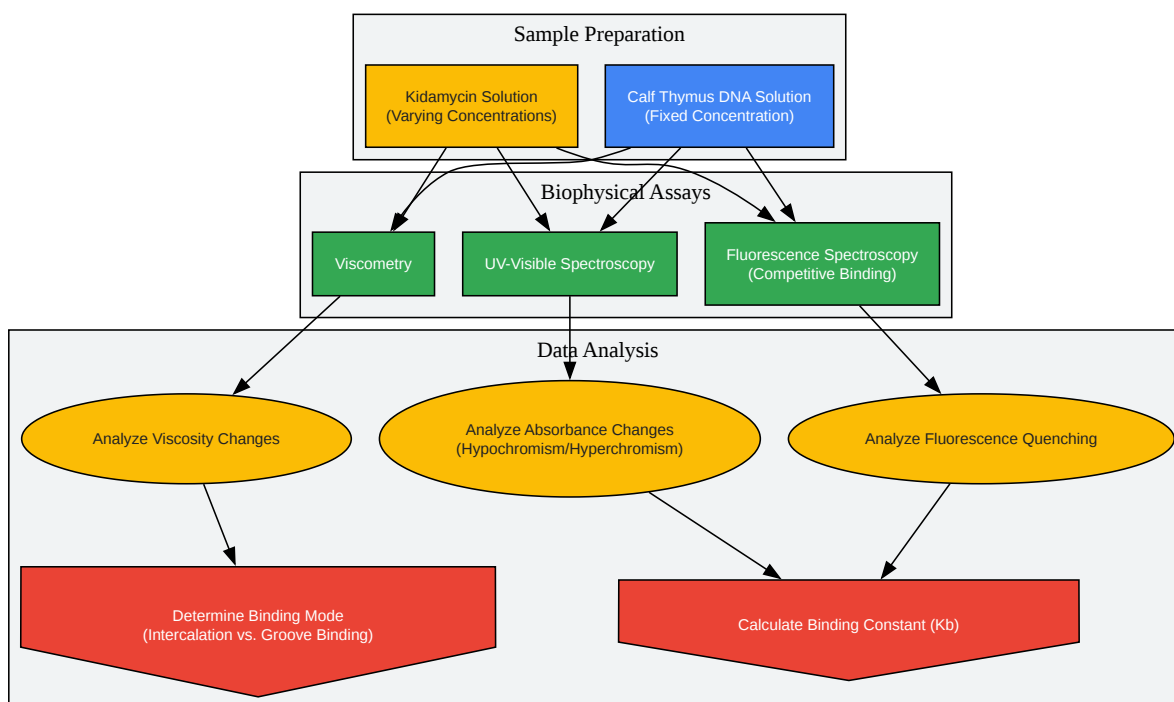 Sample Preparation
Kidamycin Solution
(Varying Concentrations)
Calf Thymus DNA Solution
(Fixed Concentration)
Biophysical Assays
Viscometry
UV-Visible Spectroscopy
Fluorescence Spectroscopy
(Competitive Binding)
Data Analysis
Analyze Viscosity Changes
Analyze Absorbance Changes
(Hypochromism/Hyperchromism)
Analyze Fluorescence Quenching
Determine Binding Mode
(Intercalation vs. Groove Binding)
Calculate Binding Constant (Kb)